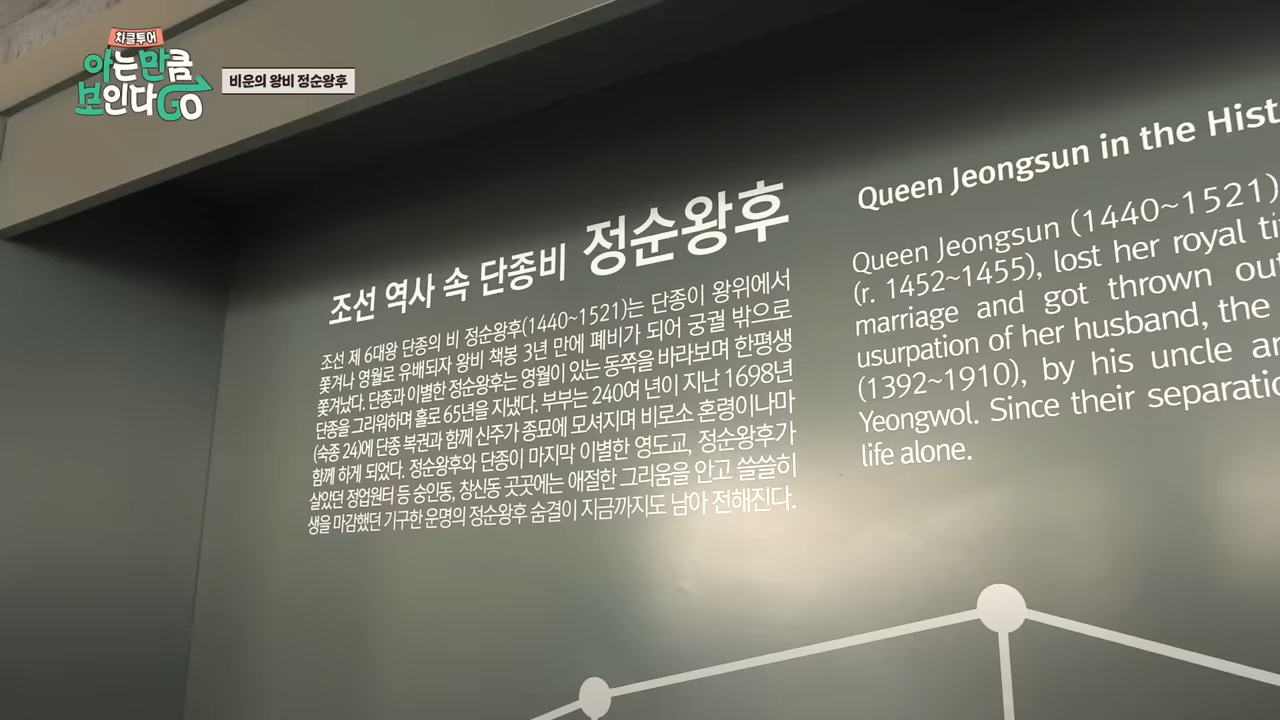 차클투어
아는만큼
보인다GO
비운의 왕비 정순왕후
조선 역사 속 단종비 정순왕후
조선 제 6대왕 단종의 비 정순왕후(1440~1521)는 단종이 왕위에서
쫓겨나 영월로 유배되자 왕비 책봉 3년 만에 폐비가 되어 궁궐 밖으로
쫓겨났다. 단종과 이별한 정순왕후는 영월이 있는 동쪽을 바라보며 한평생
단종을 그리워하며 홀로 65년을 지냈다. 부부는 240여 년이 지난 1698년
(숙종 24)에 단종 복권과 함께 신주가 종묘에 모셔지며 비로소 혼령이나마
함께 하게 되었다. 정순왕후와 단종이 마지막 이별한 영도교, 정순왕후가
살았던 정업원터 등 숭인동, 창신동 곳곳에는 애절한 그리움을 안고 쓸쓸히
생을 마감했던 기구한 운명의 정순왕후 숨결이 지금까지도 남아 전해진다.
Queen Jeongsun in the Hist
Queen Jeongsun (1440~1521)
(r. 1452~1455), lost her royal ti
marriage and got thrown out
usurpation of her husband, the
(1392~1910), by his uncle an
Yeongwol. Since their separatio
life alone.